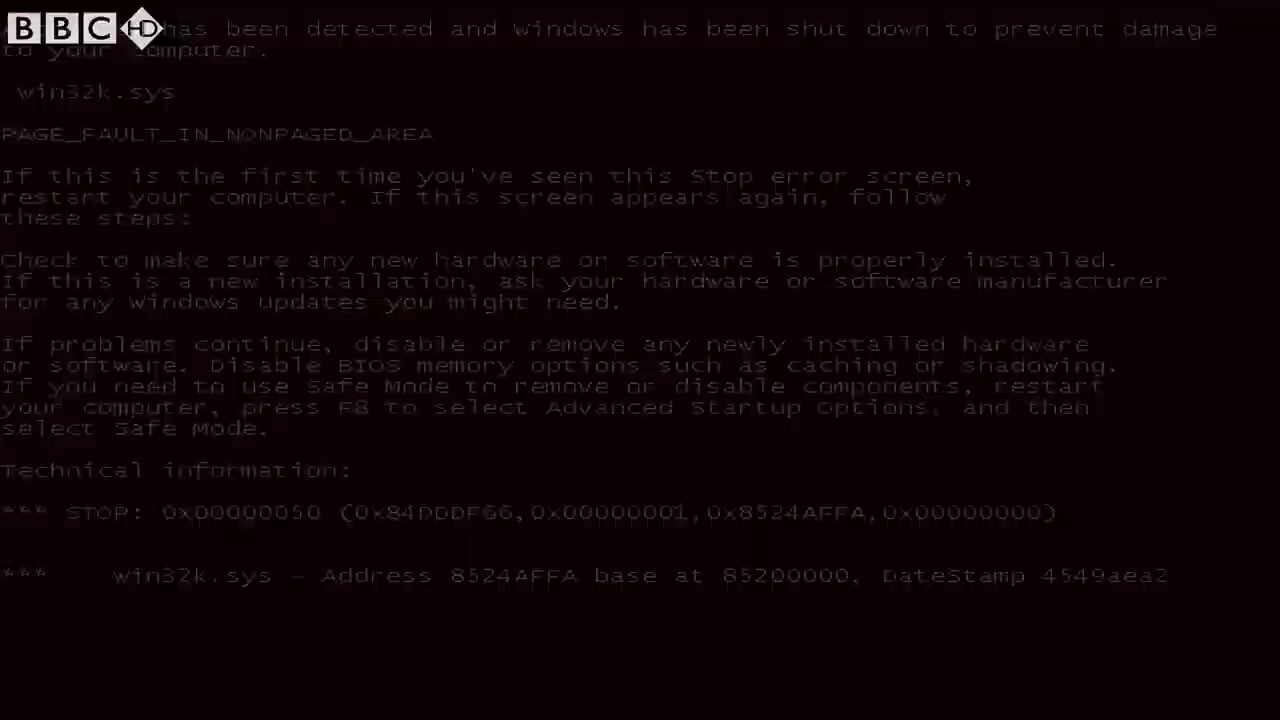 BBC HD
has been detected and Windows has been shut down to prevent damage
to your computer.
win32k.sys
PAGE_FAULT_IN_NONPAGED_AREA
If this is the first time you've seen this Stop error screen,
restart your computer. If this screen appears again, follow
these steps:
Check to make sure any new hardware or software is properly installed.
If this is a new installation, ask your hardware or software manufacturer
for any Windows updates you might need.
If problems continue, disable or remove any newly installed hardware
or software. Disable BIOS memory options such as caching or shadowing.
If you need to use Safe Mode to remove or disable components, restart
your computer, press F8 to select Advanced Startup Options, and then
select Safe Mode.
Technical information:
*** STOP: 0x00000050 (0x84DDDF66,0x00000001,0x8524AFFA,0x00000000)
*** win32k.sys - Address 8524AFFA base at 85200000, DateStamp 4549aea2